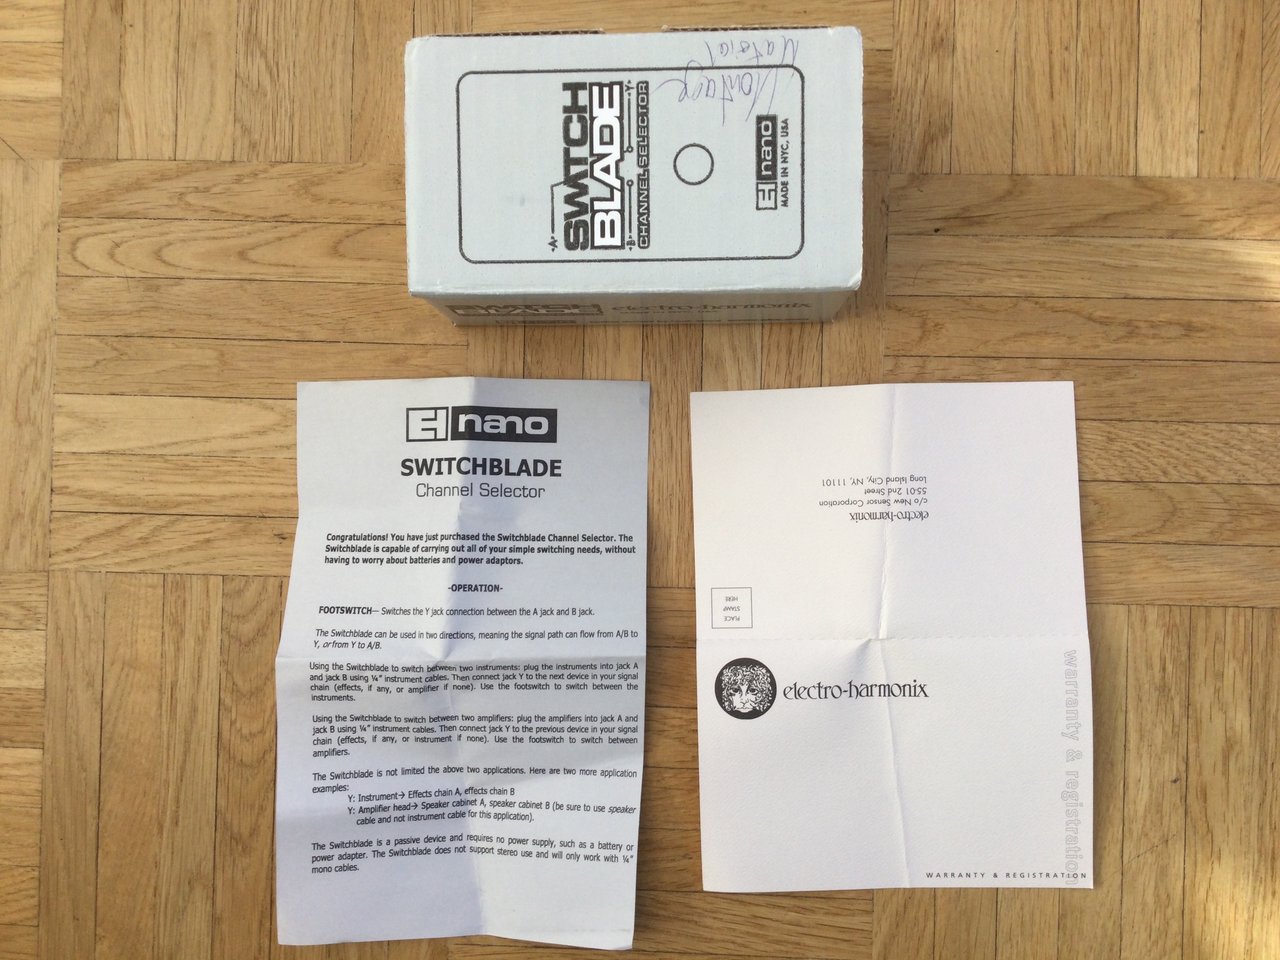 Material
Montage
SWITCH
BLADE
CHANNEL SELECTOR
A
B
Y
EH nano
MADE IN NYC, USA
SWITCH
BLADE
electro-harmonix
EH nano
SWITCHBLADE
Channel Selector
Congratulations! You have just purchased the Switchblade Channel Selector. The
Switchblade is capable of carrying out all of your simple switching needs, without
having to worry about batteries and power adaptors.
-OPERATION-
FOOTSWITCH— Switches the Y jack connection between the A jack and B jack.
The Switchblade can be used in two directions, meaning the signal path can flow from A/B to
Y, or from Y to A/B.
Using the Switchblade to switch between two instruments: plug the instruments into jack A
and jack B using ¼" instrument cables. Then connect jack Y to the next device in your signal
chain (effects, if any, or amplifier if none). Use the footswitch to switch between the
instruments.
Using the Switchblade to switch between two amplifiers: plug the amplifiers into jack A and
jack B using ¼" instrument cables. Then connect jack Y to the previous device in your signal
chain (effects, if any, or instrument if none). Use the footswitch to switch between
amplifiers.
The Switchblade is not limited the above two applications. Here are two more application
examples:
Y: Instrument→ Effects chain A, effects chain B
Y: Amplifier head→ Speaker cabinet A, speaker cabinet B (be sure to use speaker
cable and not instrument cable for this application).
The Switchblade is a passive device and requires no power supply, such as a battery or
power adapter. The Switchblade does not support stereo use and will only work with ¼"
mono cables.
electro-harmonix
c/o New Sensor Corporation
55-01 2nd Street
Long Island City, NY, 11101
PLACE
STAMP
HERE
electro-harmonix
warranty & registration
WARRANTY & REGISTRATION